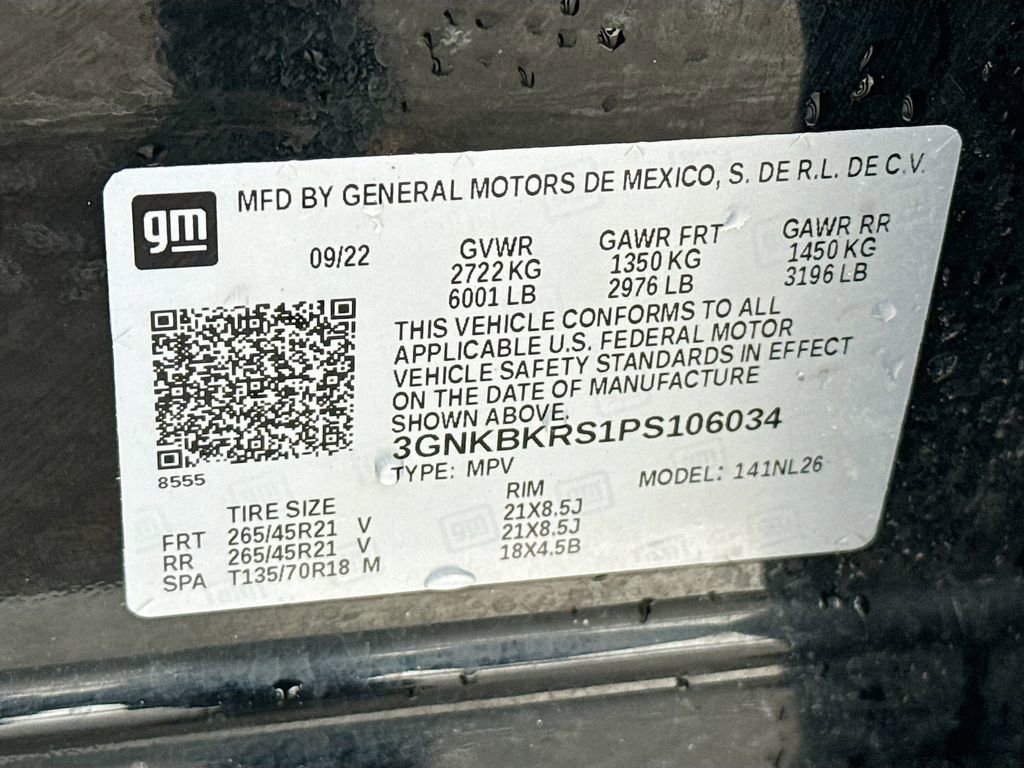 gm
MFD BY GENERAL MOTORS DE MEXICO, S. DE R.L. DE C.V.
09/22 GVWR GAWR FRT GAWR RR
2722 KG 1350 KG 1450 KG
6001 LB 2976 LB 3196 LB
THIS VEHICLE CONFORMS TO ALL
APPLICABLE U.S. FEDERAL MOTOR
VEHICLE SAFETY STANDARDS IN EFFECT
ON THE DATE OF MANUFACTURE
SHOWN ABOVE.
3GNKBKRS1PS106034
8555 TYPE: MPV MODEL: 141NL26
TIRE SIZE RIM
FRT 265/45R21 V 21X8.5J
RR 265/45R21 V 21X8.5J
SPA T135/70R18 M 18X4.5B